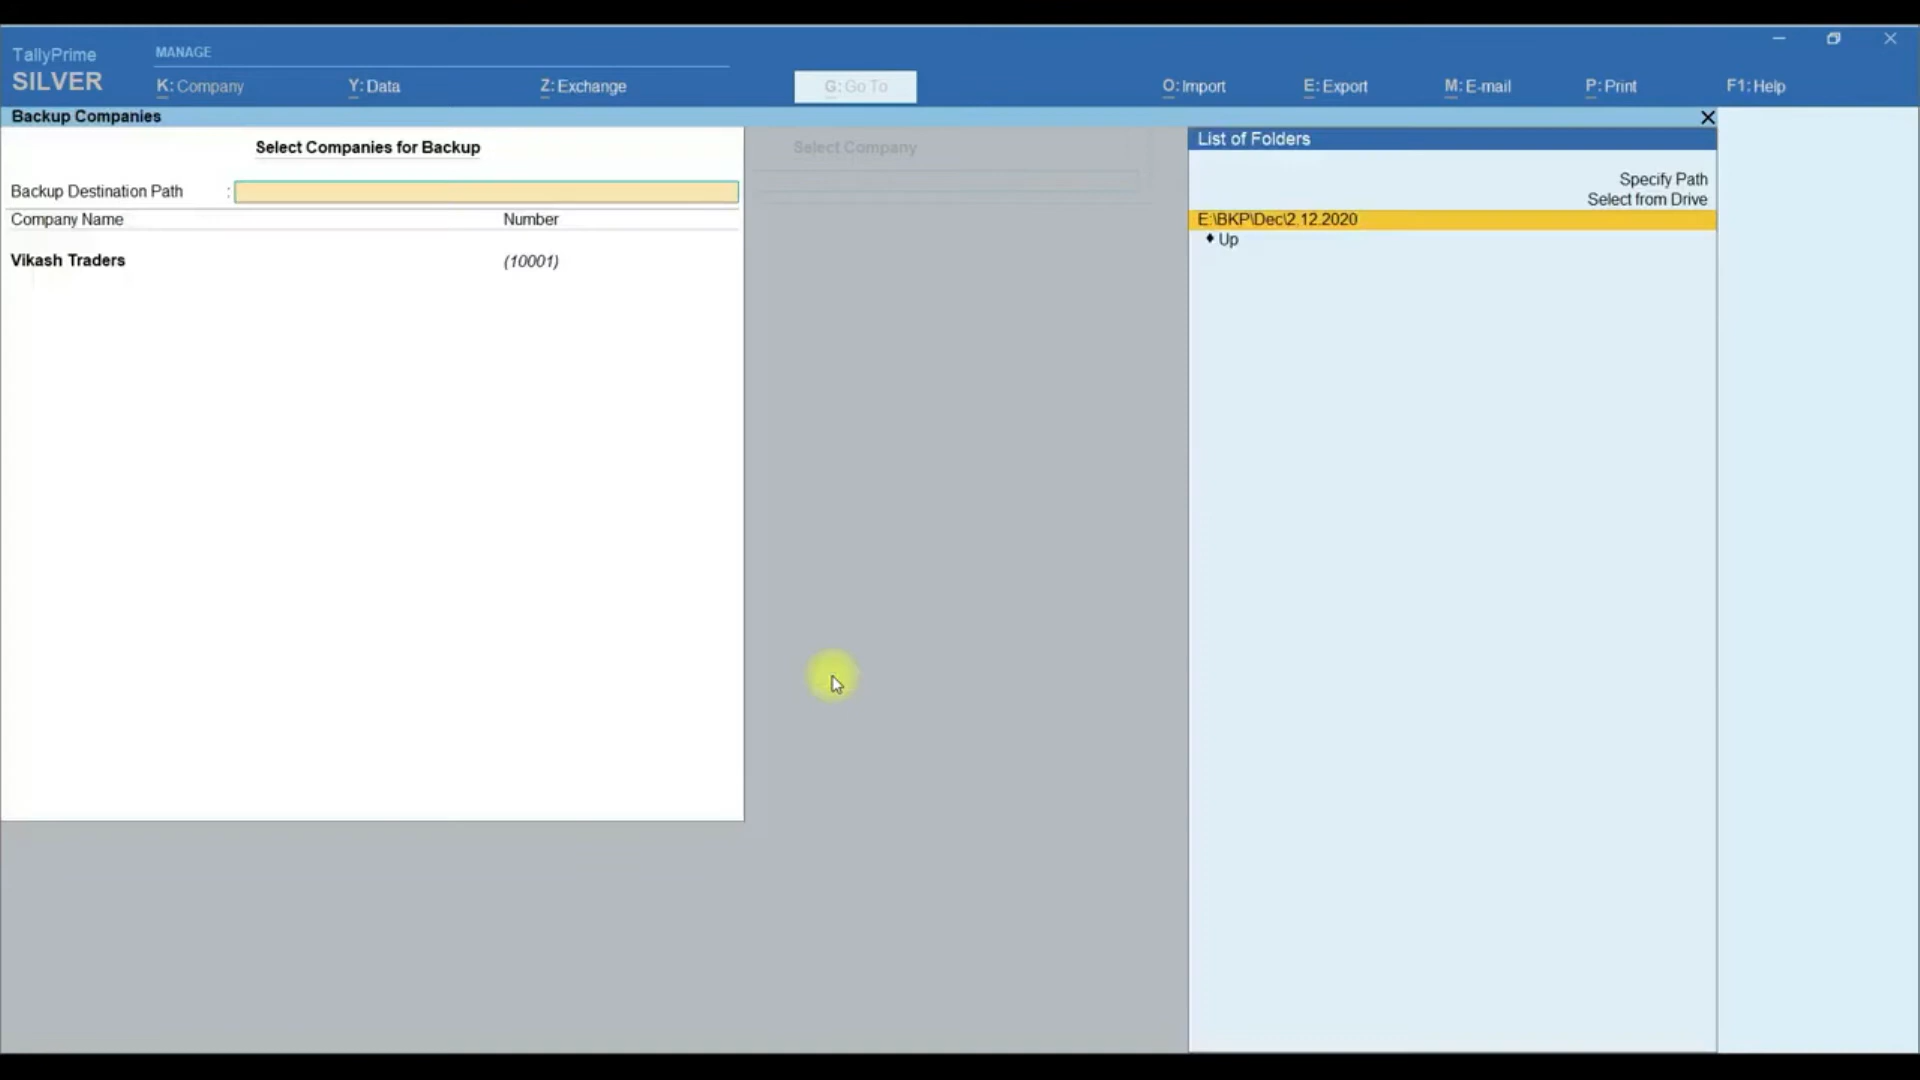 TallyPrime
SILVER
MANAGE
K: Company
Y: Data
Z: Exchange
G: Go To
O: Import
E: Export
M: E-mail
P: Print
F1: Help
Backup Companies
Select Companies for Backup
Backup Destination Path :
Company Name Number
Vikash Traders (10001)
Select Company
List of Folders
Specify Path
Select from Drive
E:\BKP\Dec\2.12.2020
♦ Up